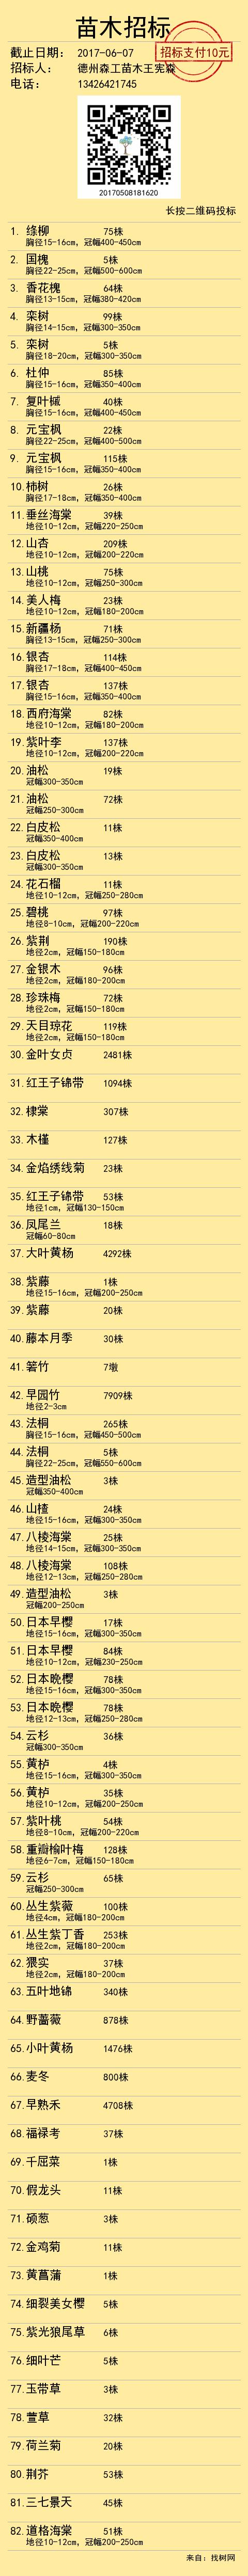 苗木招标
招标支付10元
截止日期: 2017-06-07
招标人: 德州森工苗木王宪森
电话: 13426421745
20170508181620
长按二维码投标
1. 绦柳 75株
胸径15-16cm, 冠幅400-450cm
2. 国槐 5株
胸径22-25cm, 冠幅500-600cm
3. 香花槐 64株
胸径13-15cm, 冠幅380-420cm
4. 栾树 99株
胸径14-15cm, 冠幅300-350cm
5. 栾树 5株
胸径18-20cm, 冠幅300-350cm
6. 杜仲 85株
胸径15-16cm, 冠幅350-400cm
7. 复叶槭 40株
胸径15-16cm, 冠幅400-450cm
8. 元宝枫 22株
胸径22-25cm, 冠幅400-500cm
9. 元宝枫 115株
胸径15-16cm, 冠幅350-400cm
10. 柿树 26株
胸径17-18cm, 冠幅350-400cm
11. 垂丝海棠 39株
地径10-12cm, 冠幅220-250cm
12. 山杏 209株
地径10-12cm, 冠幅200-220cm
13. 山桃 75株
地径10-12cm, 冠幅250-300cm
14. 美人梅 23株
地径10-12cm, 冠幅180-200cm
15. 新疆杨 71株
胸径13-15cm, 冠幅250-300cm
16. 银杏 114株
胸径17-18cm, 冠幅400-450cm
17. 银杏 137株
胸径15-16cm, 冠幅350-400cm
18. 西府海棠 82株
地径10-12cm, 冠幅180-200cm
19. 紫叶李 137株
地径10-12cm, 冠幅200-220cm
20. 油松 19株
冠幅300-350cm
21. 油松 72株
冠幅250-300cm
22. 白皮松 11株
冠幅350-400cm
23. 白皮松 13株
冠幅300-350cm
24. 花石榴 11株
地径10-12cm, 冠幅250-280cm
25. 碧桃 97株
地径8-10cm, 冠幅200-220cm
26. 紫荆 190株
地径2cm, 冠幅150-180cm
27. 金银木 96株
地径2cm, 冠幅180-200cm
28. 珍珠梅 72株
地径2cm, 冠幅150-180cm
29. 天目琼花 119株
地径2cm, 冠幅150-180cm
30. 金叶女贞 2481株
31. 红王子锦带 1094株
32. 棣棠 307株
33. 木槿 127株
34. 金焰绣线菊 23株
35. 红王子锦带 53株
地径1cm, 冠幅130-150cm
36. 凤尾兰 18株
冠幅60-80cm
37. 大叶黄杨 4292株
38. 紫藤 1株
地径15-16cm, 冠幅200-250cm
39. 紫藤 20株
40. 藤本月季 30株
41. 箬竹 7墩
42. 早园竹 7909株
地径2-3cm
43. 法桐 265株
胸径15-16cm, 冠幅450-500cm
44. 法桐 5株
胸径22-25cm, 冠幅550-600cm
45. 造型油松 3株
冠幅350-400cm
46. 山楂 24株
地径15-16cm, 冠幅300-350cm
47. 八棱海棠 25株
地径14-15cm, 冠幅300-350cm
48. 八棱海棠 108株
地径12-13cm, 冠幅250-280cm
49. 造型油松 3株
冠幅200-250cm
50. 日本早樱 17株
地径15-16cm, 冠幅300-350cm
51. 日本早樱 84株
地径10-12cm, 冠幅230-250cm
52. 日本晚樱 78株
地径15-16cm, 冠幅300-350cm
53. 日本晚樱 78株
地径12-13cm, 冠幅250-280cm
54. 云杉 36株
冠幅300-350cm
55. 黄栌 4株
地径15-16cm, 冠幅300-350cm
56. 黄栌 35株
地径10-12cm, 冠幅200-250cm
57. 紫叶桃 54株
地径8-10cm, 冠幅200-220cm
58. 重瓣榆叶梅 128株
地径6-7cm, 冠幅150-180cm
59. 云杉 65株
冠幅250-300cm
60. 丛生紫薇 100株
地径4cm, 冠幅180-200cm
61. 丛生紫丁香 253株
地径2cm, 冠幅180-200cm
62. 猥实 37株
地径2cm, 冠幅180-200cm
63. 五叶地锦 340株
64. 野蔷薇 878株
65. 小叶黄杨 1476株
66. 麦冬 800株
67. 早熟禾 4708株
68. 福禄考 37株
69. 千屈菜 1株
70. 假龙头 11株
71. 硕葱 3株
72. 金鸡菊 11株
73. 黄菖蒲 1株
74. 细裂美女樱 5株
75. 紫光狼尾草 6株
76. 细叶芒 5株
77. 玉带草 3株
78. 萱草 32株
79. 荷兰菊 20株
80. 荆芥 53株
81. 三七景天 45株
82. 道格海棠 51株
地径10-12cm, 冠幅200-250cm
来自: 找树网